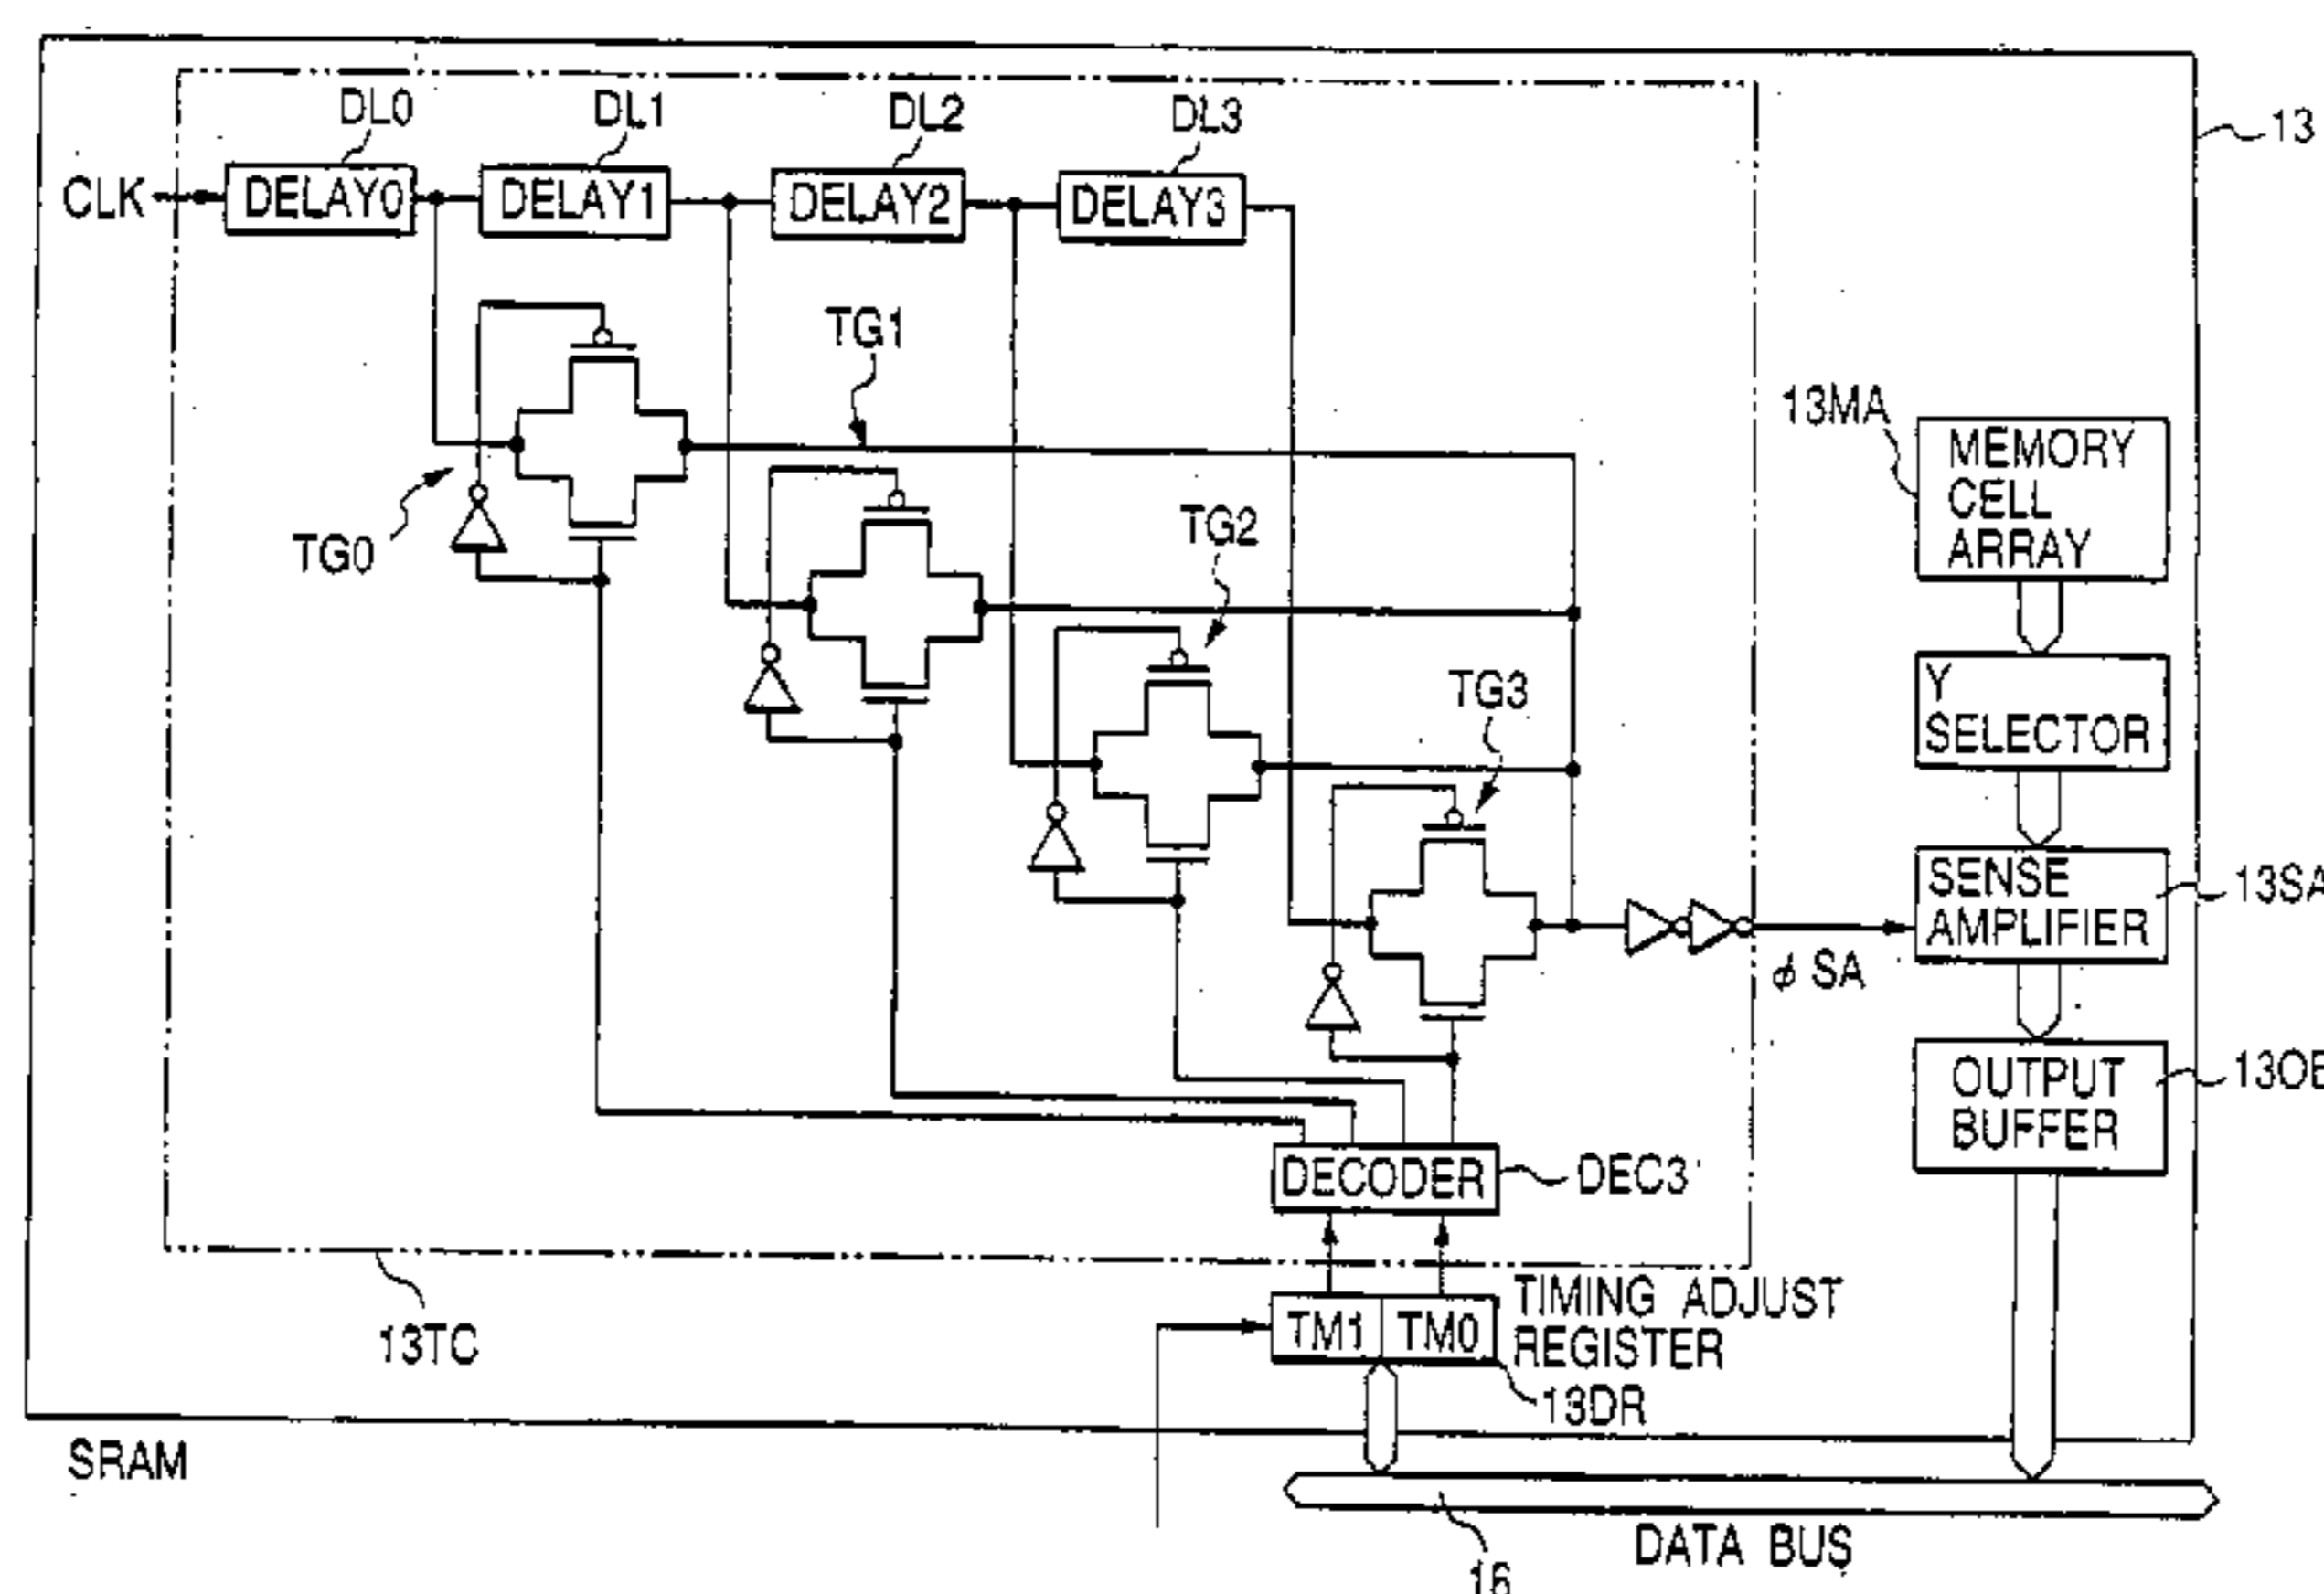 DL0
DL1
DL2
DL3
13
CLK
DELAY0
DELAY1
DELAY2
DELAY3
TG1
13MA
MEMORY
CELL
ARRAY
TG0
TG2
Y
SELECTOR
TG3
SENSE
AMPLIFIER
13SA
φ SA
OUTPUT
BUFFER
13OB
DECODER
DEC3
13TC
TM1
TM0
TIMING ADJUST
REGISTER
13DR
SRAM
DATA BUS
16